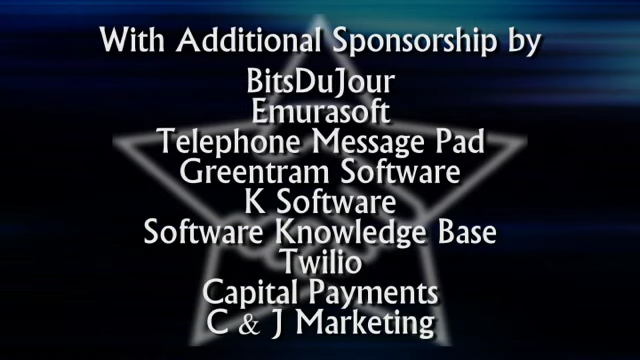 With Additional Sponsorship by
BitsDuJour
Emurasoft
Telephone Message Pad
Greentram Software
K Software
Software Knowledge Base
Twilio
Capital Payments
C & J Marketing